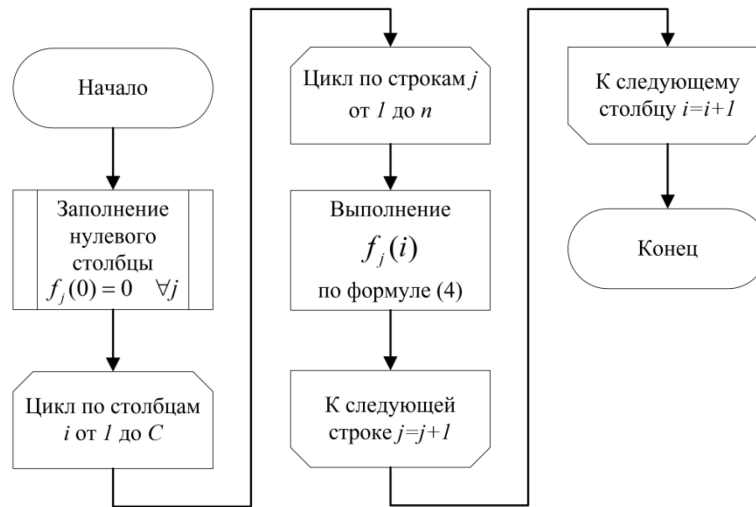 Начало
Заполнение
нулевого
столбцы
f_j(0) = 0 ∀j
Цикл по столбцам
i от 1 до C
Цикл по строкам j
от 1 до n
Выполнение
f_j(i)
по формуле (4)
К следующей
строке j=j+1
К следующему
столбцу i=i+1
Конец